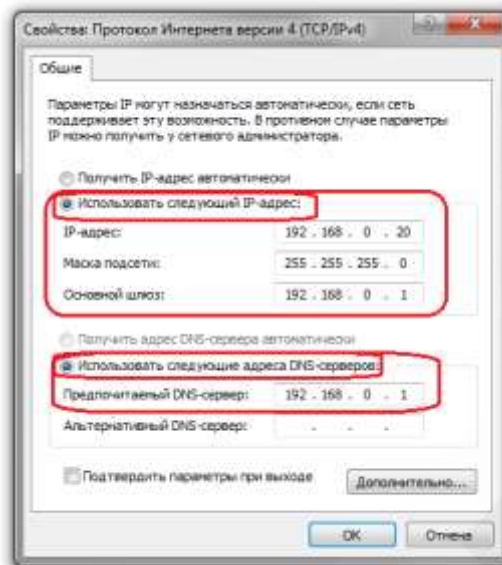 Свойства: Протокол Интернета версии 4 (TCP/IPv4)
Общие
Параметры IP могут назначаться автоматически, если сеть
поддерживает эту возможность. В противном случае параметры
IP можно получить у сетевого администратора.
Получить IP-адрес автоматически
Использовать следующий IP-адрес:
IP-адрес: 192 . 168 . 0 . 20
Маска подсети: 255 . 255 . 255 . 0
Основной шлюз: 192 . 168 . 0 . 1
Получить адрес DNS-сервера автоматически
Использовать следующие адреса DNS-серверов:
Предпочитаемый DNS-сервер: 192 . 168 . 0 . 1
Альтернативный DNS-сервер: . . .
Подтвердить параметры при выходе
Дополнительно...
OK Отмена